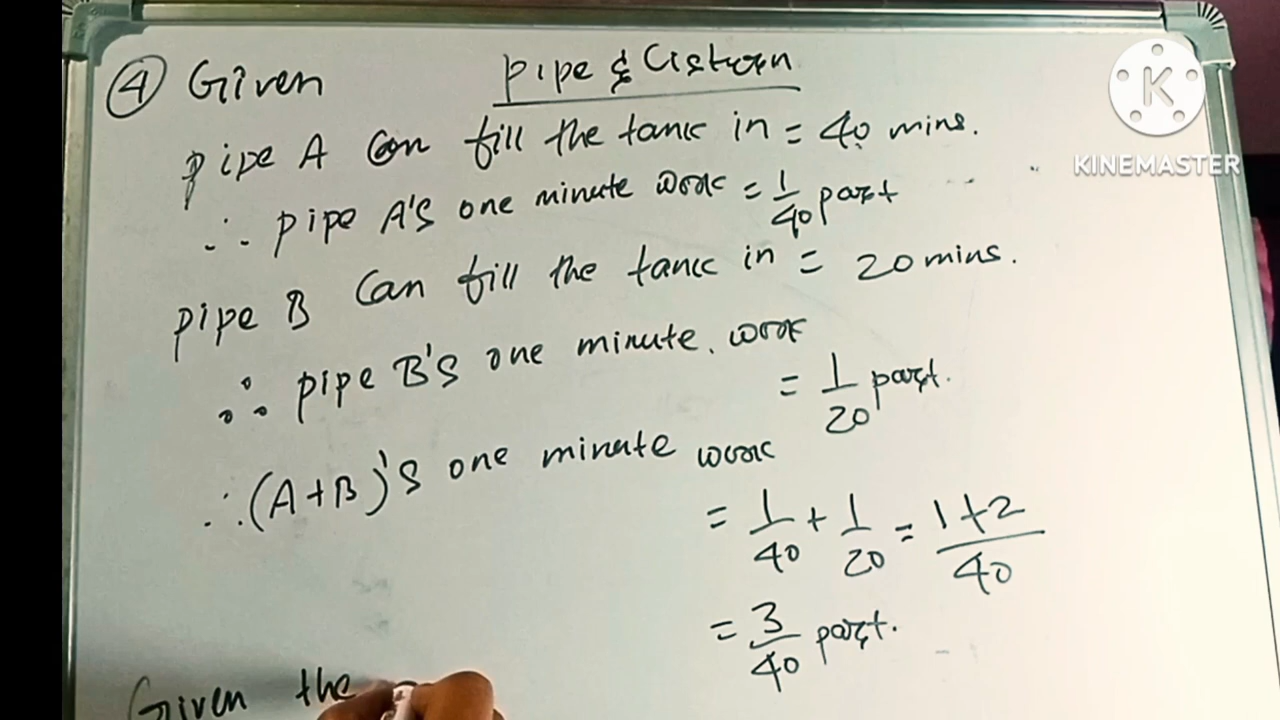 ④ Given
Pipe & Cistern
K
KINEMASTER
pipe A Can fill the tank in = 40 mins.
∴ pipe A'S one minute work = 1/40 part
pipe B Can fill the tank in = 20 mins.
∴ pipe B'S one minute work
= 1/20 part.
∴ (A+B)'S one minute work
= 1/40 + 1/20 = 1+2/40
= 3/40 part.
Given the